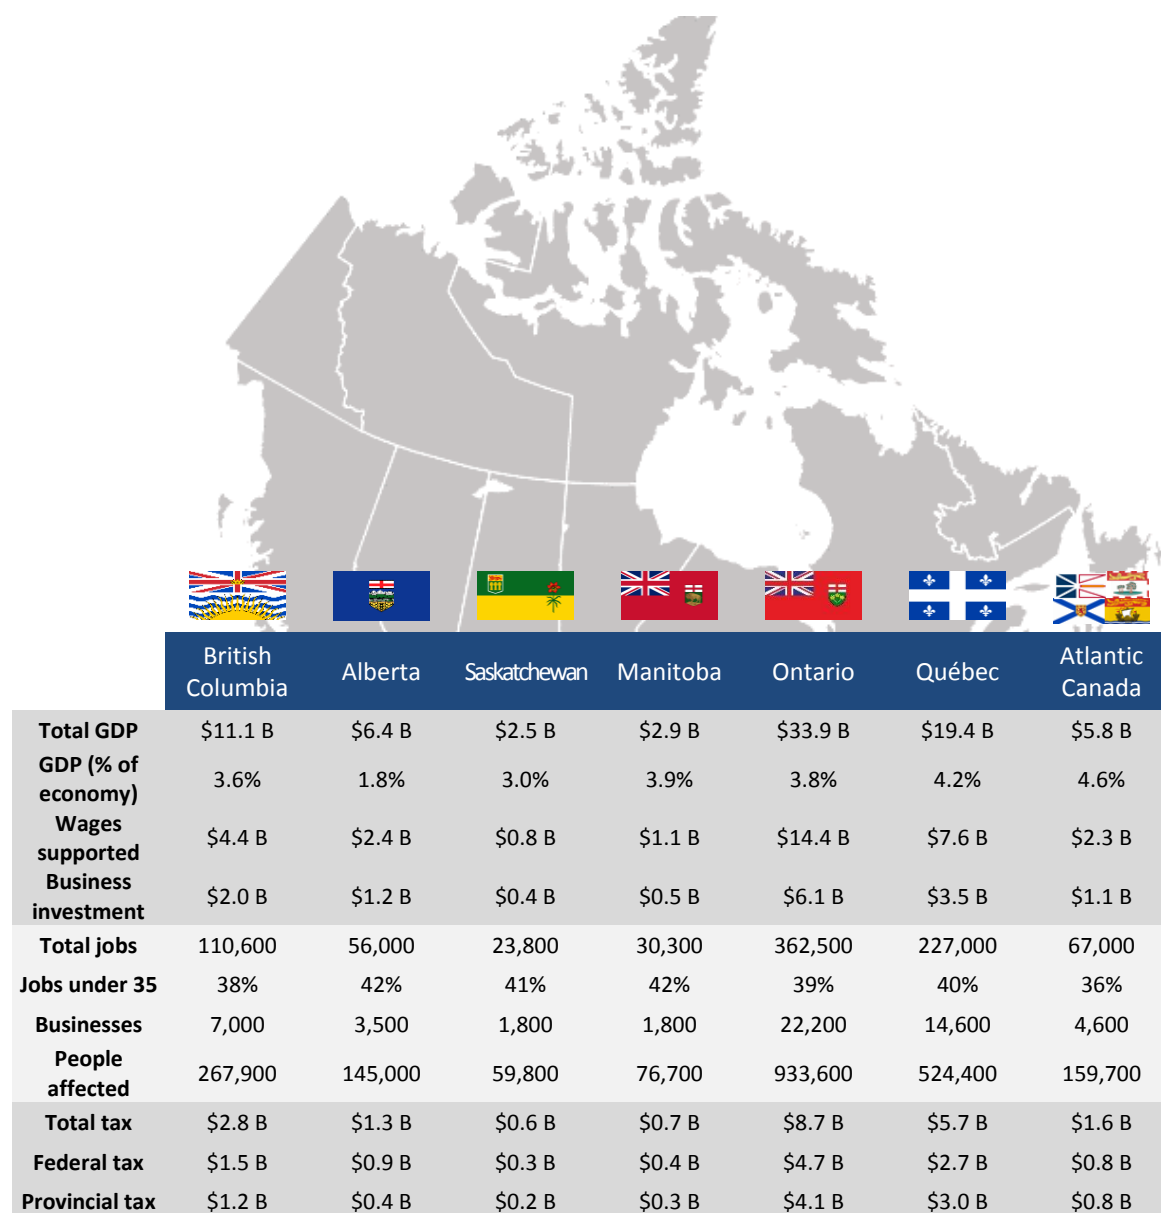 British Columbia Alberta Saskatchewan Manitoba Ontario Québec Atlantic Canada
Total GDP $11.1 B $6.4 B $2.5 B $2.9 B $33.9 B $19.4 B $5.8 B
GDP (% of economy) 3.6% 1.8% 3.0% 3.9% 3.8% 4.2% 4.6%
Wages supported $4.4 B $2.4 B $0.8 B $1.1 B $14.4 B $7.6 B $2.3 B
Business investment $2.0 B $1.2 B $0.4 B $0.5 B $6.1 B $3.5 B $1.1 B
Total jobs 110,600 56,000 23,800 30,300 362,500 227,000 67,000
Jobs under 35 38% 42% 41% 42% 39% 40% 36%
Businesses 7,000 3,500 1,800 1,800 22,200 14,600 4,600
People affected 267,900 145,000 59,800 76,700 933,600 524,400 159,700
Total tax $2.8 B $1.3 B $0.6 B $0.7 B $8.7 B $5.7 B $1.6 B
Federal tax $1.5 B $0.9 B $0.3 B $0.4 B $4.7 B $2.7 B $0.8 B
Provincial tax $1.2 B $0.4 B $0.2 B $0.3 B $4.1 B $3.0 B $0.8 B